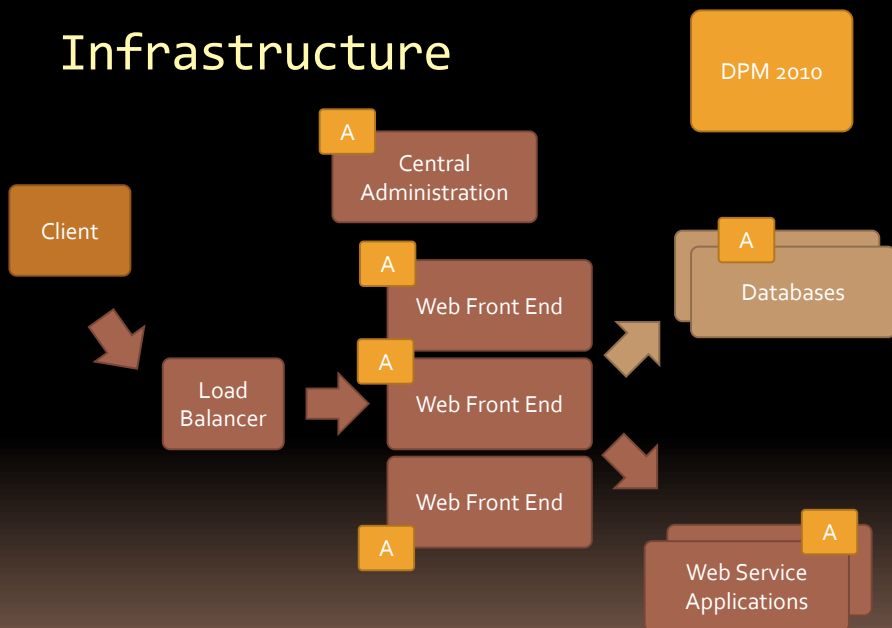 Infrastructure
DPM 2010
A
Central
Administration
Client
A
Web Front End
A
Databases
A
Web Front End
Load
Balancer
Web Front End
A
A
Web Service
Applications